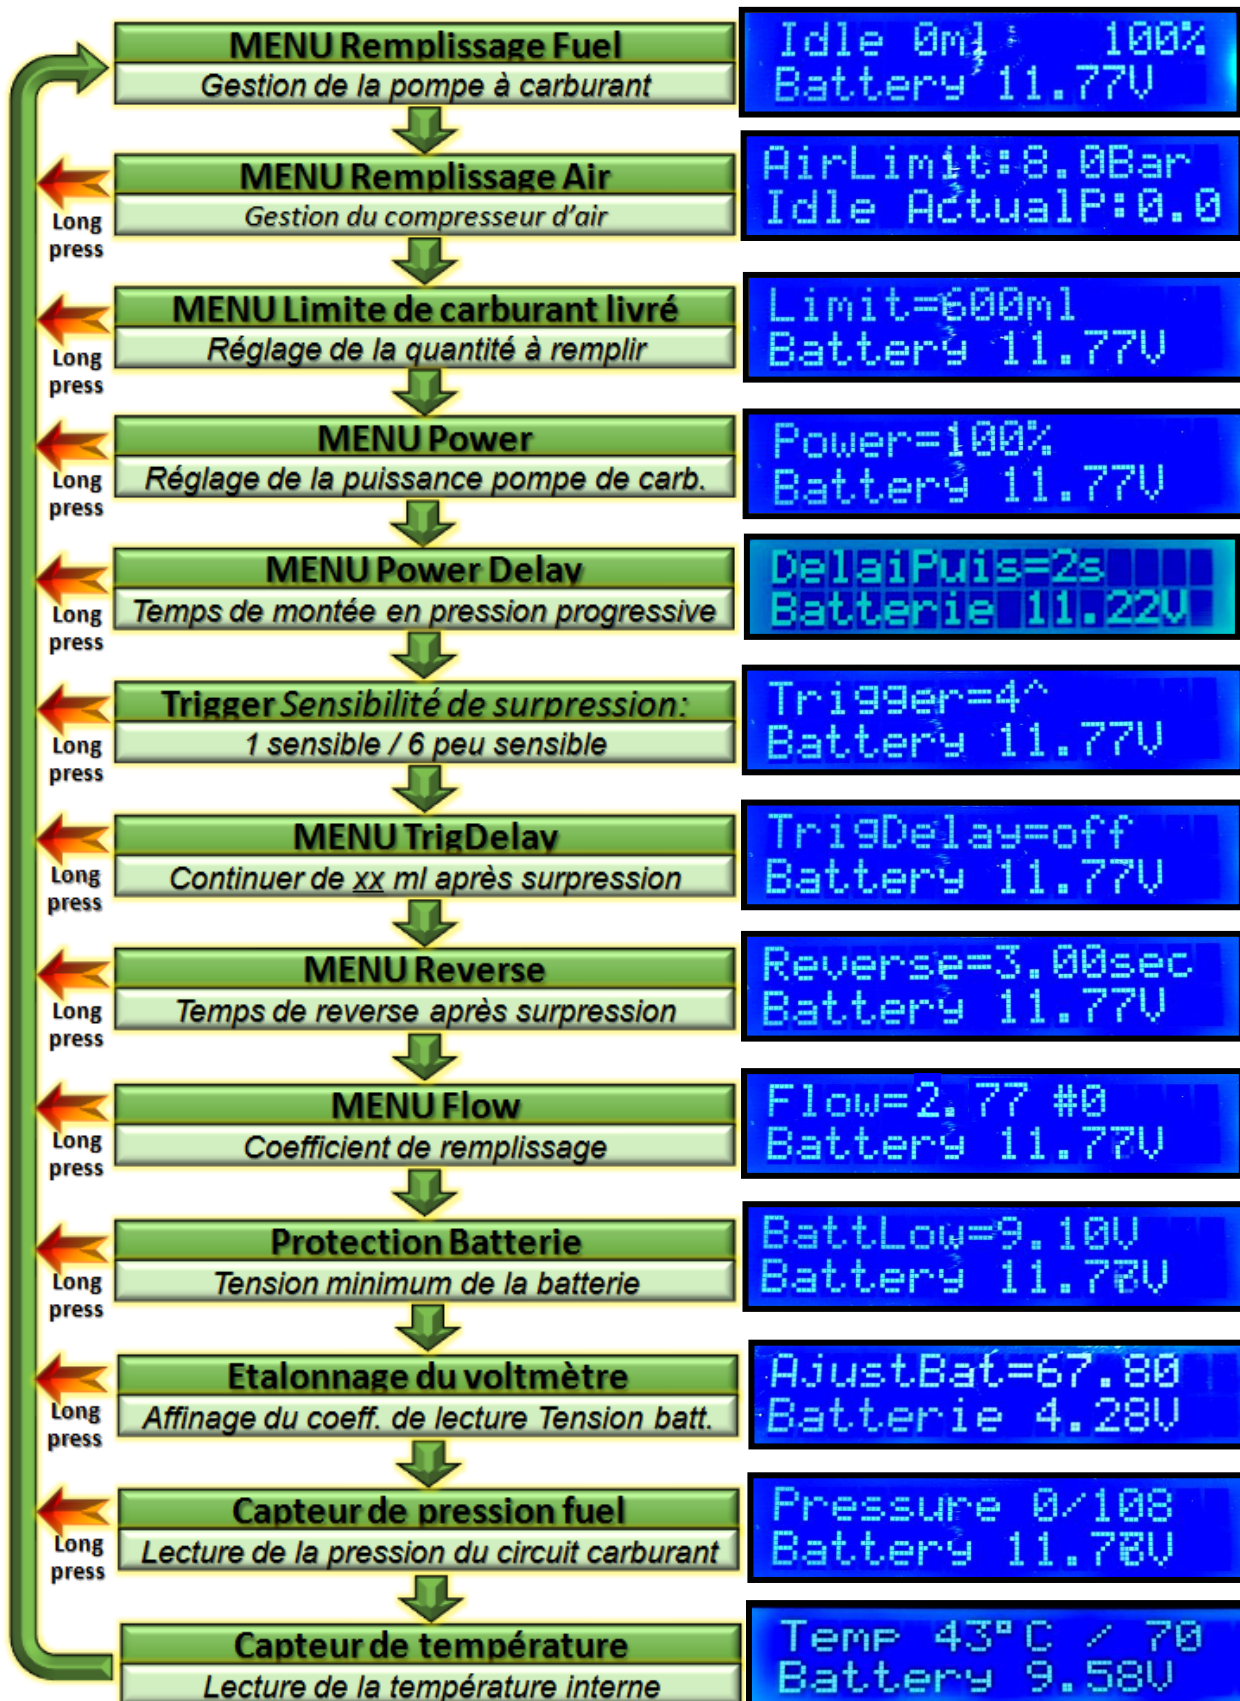 MENU Remplissage Fuel
Gestion de la pompe à carburant
Idle 0ml 100%
Battery 11.77V
MENU Remplissage Air
Gestion du compresseur d'air
Long
press
AirLimit:8.0Bar
Idle ActualP:0.0
MENU Limite de carburant livré
Réglage de la quantité à remplir
Long
press
Limit=600ml
Battery 11.77V
MENU Power
Réglage de la puissance pompe de carb.
Long
press
Power=100%
Battery 11.77V
MENU Power Delay
Temps de montée en pression progressive
Long
press
DelaiPuis=2s
Batterie 11.22V
Trigger Sensibilité de surpression:
1 sensible / 6 peu sensible
Long
press
Trigger=4^
Battery 11.77V
MENU TrigDelay
Continuer de xx ml après surpression
Long
press
TrigDelay=off
Battery 11.77V
MENU Reverse
Temps de reverse après surpression
Long
press
Reverse=3.00sec
Battery 11.77V
MENU Flow
Coefficient de remplissage
Long
press
Flow=2.77 #0
Battery
Protection Batterie
Tension minimum de la batterie
Long
press
BattLow=9.10V
Battery
Etalonnage du voltmètre
Affinage du coeff. de lecture Tension batt.
Long
press
AjustBat=67.80
Batterie 4.28V
Capteur de pression fuel
Lecture de la pression du circuit carburant
Long
press
Pressure 0/108
Battery
Capteur de température
Lecture de la température interne
Temp 43°C / 70
Battery 9.58V